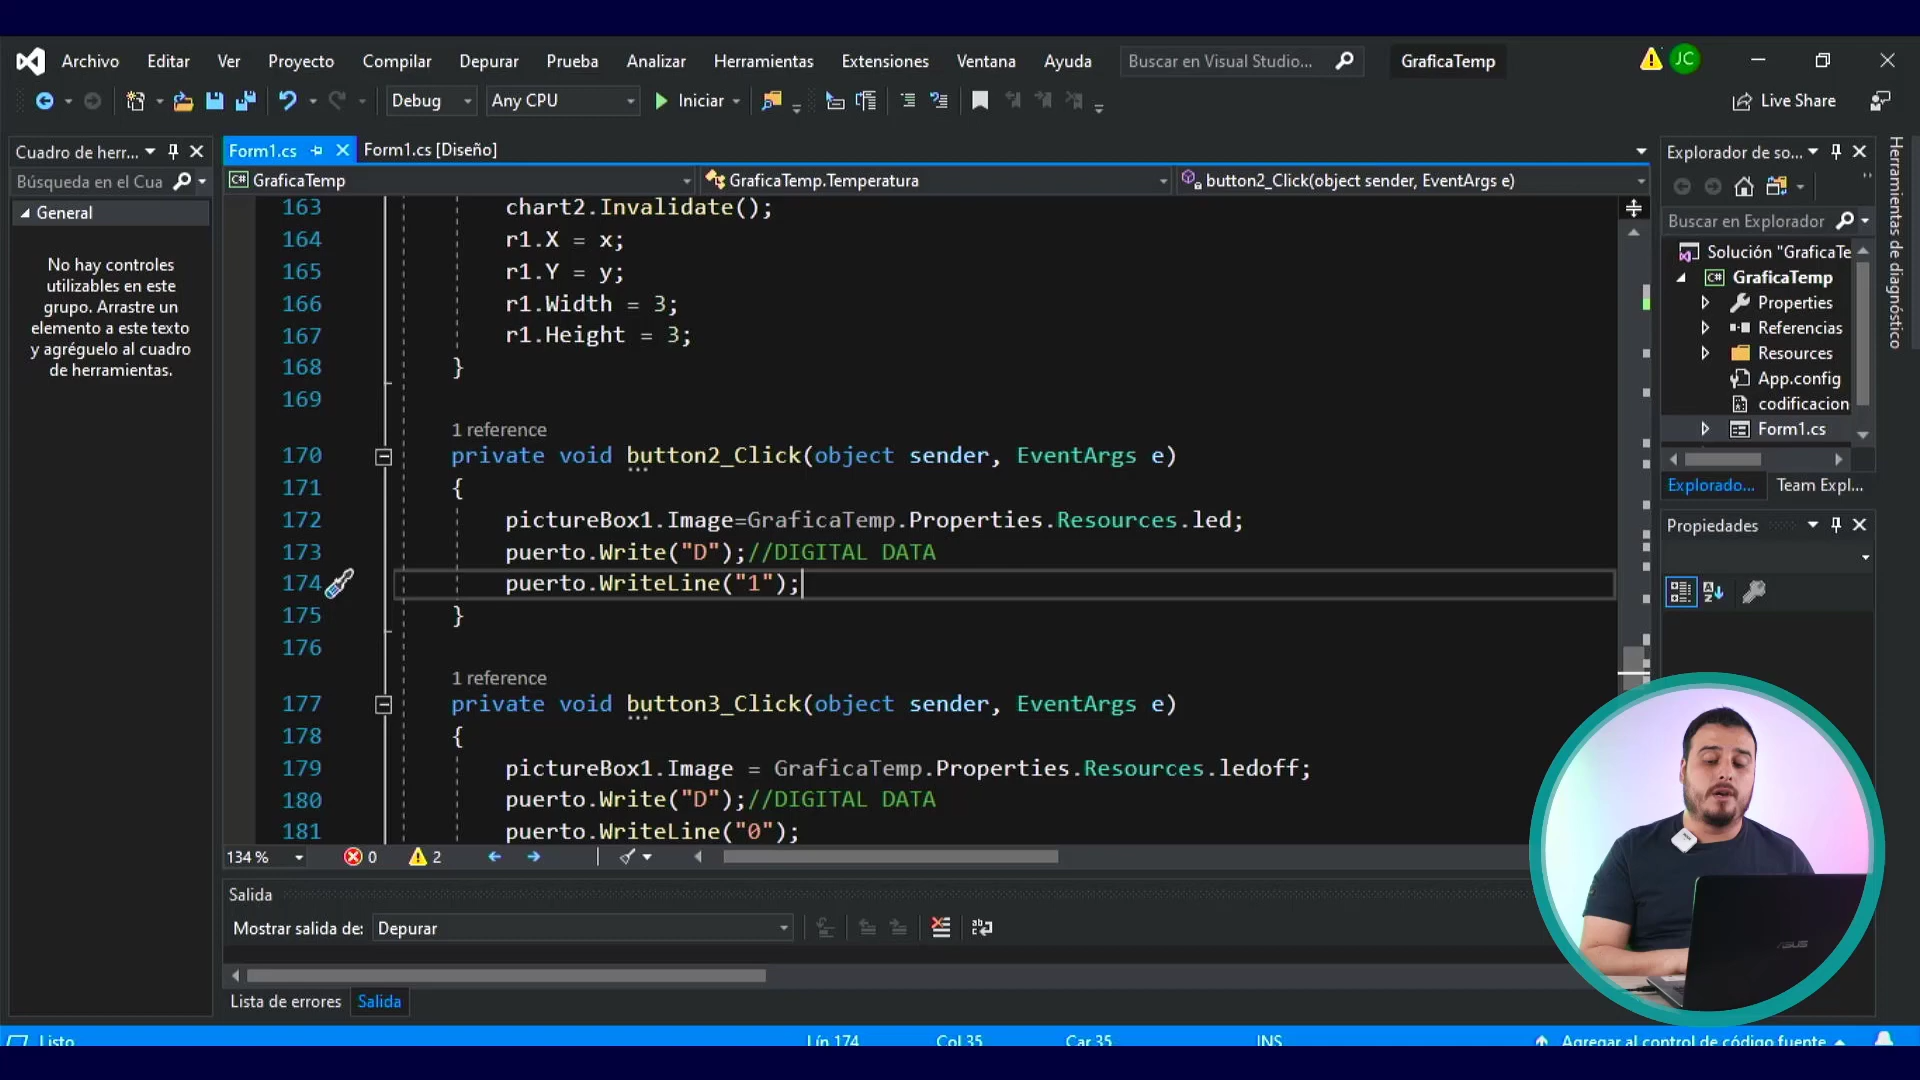 Archivo Editar Ver Proyecto Compilar Depurar Prueba Analizar Herramientas Extensiones Ventana Ayuda Buscar en Visual Studio... GraficaTemp JC
Debug Any CPU Iniciar Live Share
Cuadro de herr...
Búsqueda en el Cua
General
No hay controles
utilizables en este
grupo. Arrastre un
elemento a este texto
y agréguelo al cuadro
de herramientas.
Form1.cs Form1.cs [Diseño]
GraficaTemp GraficaTemp.Temperatura button2_Click(object sender, EventArgs e)
163 chart2.Invalidate();
164 r1.X = x;
165 r1.Y = y;
166 r1.Width = 3;
167 r1.Height = 3;
168 }
169
1 reference
170 private void button2_Click(object sender, EventArgs e)
171 {
172 pictureBox1.Image=GraficaTemp.Properties.Resources.led;
173 puerto.Write("D");//DIGITAL DATA
174 puerto.WriteLine("1");
175 }
176
1 reference
177 private void button3_Click(object sender, EventArgs e)
178 {
179 pictureBox1.Image = GraficaTemp.Properties.Resources.ledoff;
180 puerto.Write("D");//DIGITAL DATA
181 puerto.WriteLine("0");
134 % 0 2
Salida
Mostrar salida de: Depurar
Lista de errores Salida
Explorador de so...
Buscar en Explorador
Solución "GraficaTe
C# GraficaTemp
Properties
Referencias
Resources
App.config
codificacion
Form1.cs
Explorado... Team Expl...
Propiedades
Herramientas de diagnóstico
ASUS
Listo Lín 174 Col 35 Car 35 INS Agregar al control de código fuente